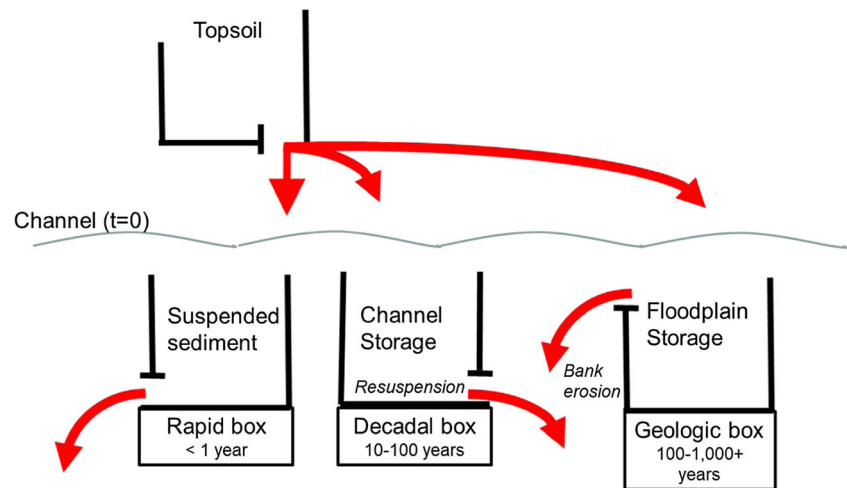 Topsoil
Channel (t=0)
Suspended
sediment
Channel
Storage
Floodplain
Storage
Resuspension
Bank
erosion
Rapid box
< 1 year
Decadal box
10-100 years
Geologic box
100-1,000+
years